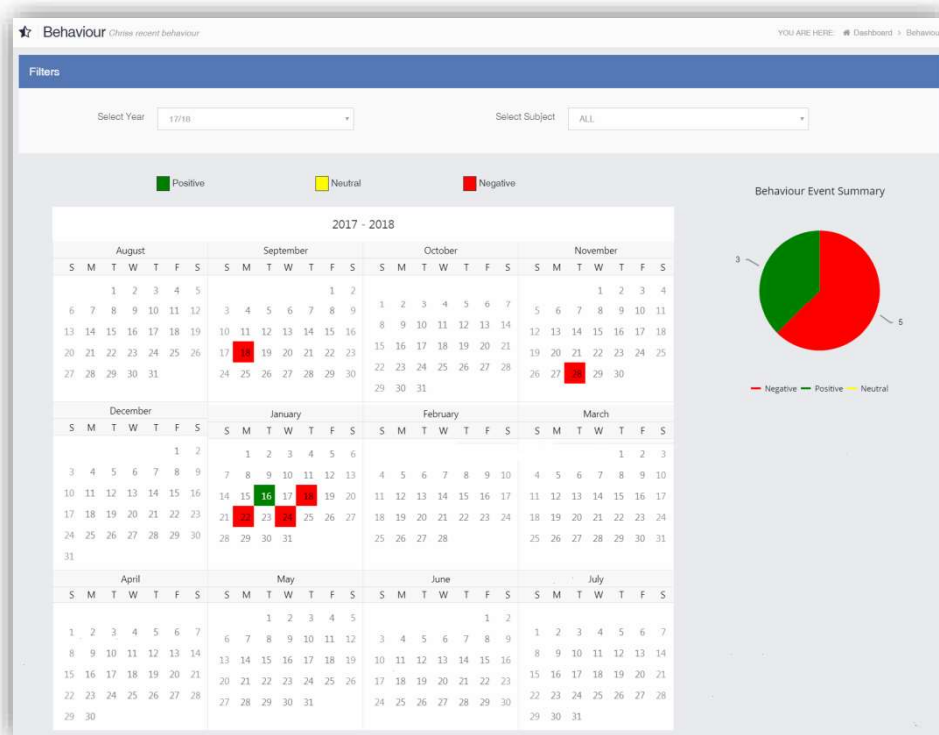 Behaviour Chriss recent behaviour
YOU ARE HERE: Dashboard > Behaviour
Filters
Select Year 17/18
Select Subject ALL
Positive Neutral Negative
Behaviour Event Summary
2017 - 2018
August September October November
S M T W T F S S M T W T F S S M T W T F S S M T W T F S
1 2 3 4 5 1 2 1 2 3 4
1 2 3 4 5 6 7
6 7 8 9 10 11 12 3 4 5 6 7 8 9 5 6 7 8 9 10 11
8 9 10 11 12 13 14
13 14 15 16 17 18 19 10 11 12 13 14 15 16 12 13 14 15 16 17 18
15 16 17 18 19 20 21
20 21 22 23 24 25 26 17 18 19 20 21 22 23 19 20 21 22 23 24 25
22 23 24 25 26 27 28
27 28 29 30 31 24 25 26 27 28 29 30 26 27 28 29 30
29 30 31
3
5
Negative Positive Neutral
December January February March
S M T W T F S S M T W T F S S M T W T F S S M T W T F S
1 2 1 2 3 4 5 6 1 2 3
3 4 5 6 7 8 9 7 8 9 10 11 12 13 4 5 6 7 8 9 10 4 5 6 7 8 9 10
10 11 12 13 14 15 16 14 15 16 17 18 19 20 11 12 13 14 15 16 17 11 12 13 14 15 16 17
17 18 19 20 21 22 23 21 22 23 24 25 26 27 18 19 20 21 22 23 24 18 19 20 21 22 23 24
24 25 26 27 28 29 30 28 29 30 31 25 26 27 28 25 26 27 28 29 30 31
31
April May June July
S M T W T F S S M T W T F S S M T W T F S S M T W T F S
1 2 3 4 5 1 2
1 2 3 4 5 6 7 6 7 8 9 10 11 12 3 4 5 6 7 8 9 1 2 3 4 5 6 7
8 9 10 11 12 13 14 13 14 15 16 17 18 19 10 11 12 13 14 15 16 8 9 10 11 12 13 14
15 16 17 18 19 20 21 20 21 22 23 24 25 26 17 18 19 20 21 22 23 15 16 17 18 19 20 21
22 23 24 25 26 27 28 27 28 29 30 31 24 25 26 27 28 29 30 22 23 24 25 26 27 28
29 30 29 30 31